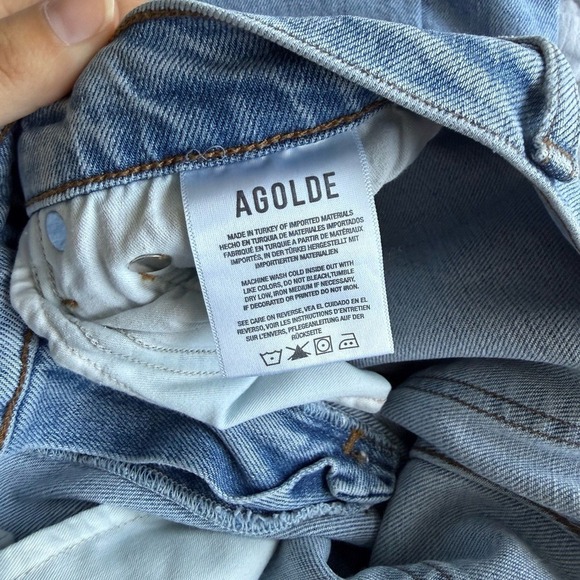 AGOLDE
MADE IN TURKEY OF IMPORTED MATERIALS
HECHO EN TURQUIA DE MATERIALES IMPORTADOS
FABRIQUÉ EN TURQUIE A PARTIR DE MATÉRIAUX
IMPORTÉS, IN DER TÜRKEI HERGESTELLT MIT
IMPORTIERTEN MATERIALIEN
MACHINE WASH COLD INSIDE OUT WITH
LIKE COLORS, DO NOT BLEACH,TUMBLE
DRY LOW, IRON MEDIUM IF NECESSARY,
IF DECORATED OR PRINTED DO NOT IRON.
SEE CARE ON REVERSE, VEA EL CUIDADO EN EL
REVERSO, VOIR LES INSTRUCTIONS D'ENTRETIEN
SUR L'ENVERS, PFLEGEANLEITUNG AUF DER
RÜCKSEITE